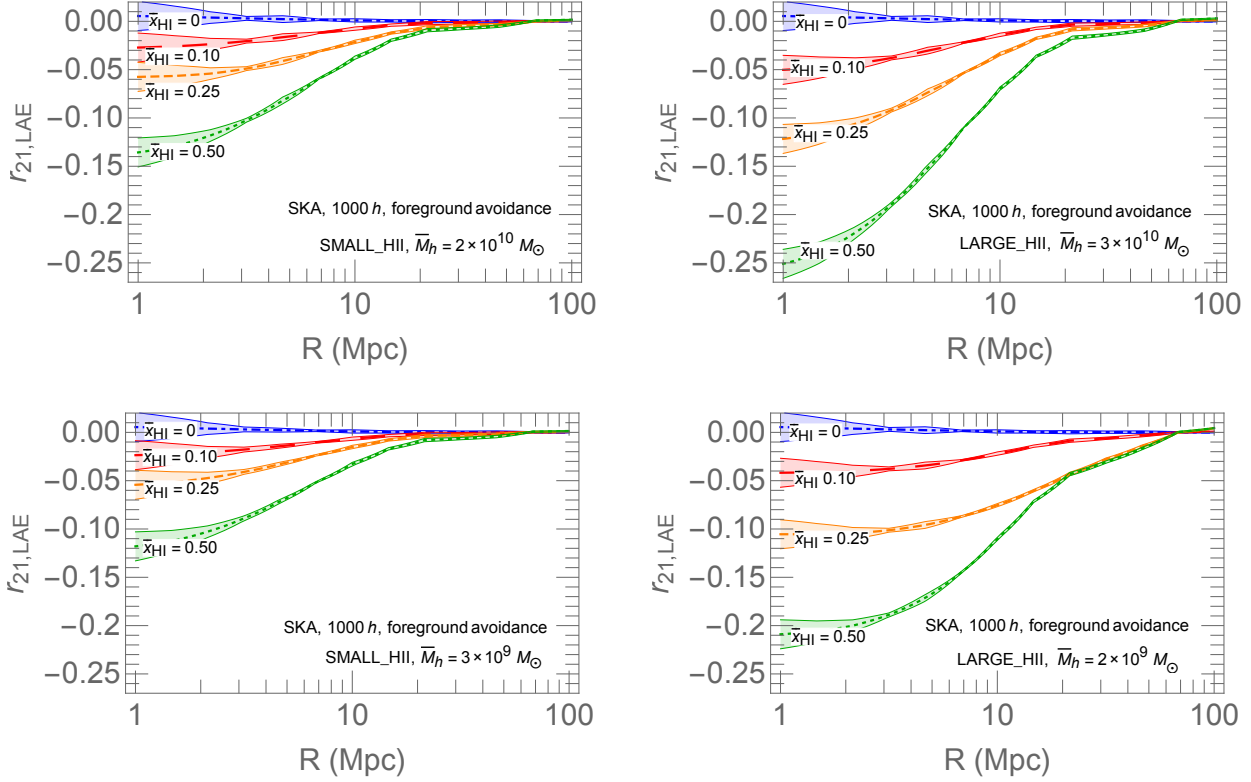 0.00
-0.05
-0.10
-0.15
-0.2
-0.25
r21,LAE
x̄HI = 0
x̄HI = 0.10
x̄HI = 0.25
x̄HI = 0.50
SKA, 1000 h, foreground avoidance
SMALL_HII, M̄h = 2 × 10^10 M⊙
1
10
100
R (Mpc)
0.00
-0.05
-0.10
-0.15
-0.2
-0.25
r21,LAE
x̄HI = 0
x̄HI = 0.10
x̄HI = 0.25
x̄HI = 0.50
SKA, 1000 h, foreground avoidance
LARGE_HII, M̄h = 3 × 10^10 M⊙
1
10
100
R (Mpc)
0.00
-0.05
-0.10
-0.15
-0.2
-0.25
r21,LAE
x̄HI = 0
x̄HI = 0.10
x̄HI = 0.25
x̄HI = 0.50
SKA, 1000 h, foreground avoidance
SMALL_HII, M̄h = 3 × 10^9 M⊙
1
10
100
R (Mpc)
0.00
-0.05
-0.10
-0.15
-0.2
-0.25
r21,LAE
x̄HI = 0
x̄HI 0.10
x̄HI = 0.25
x̄HI = 0.50
SKA, 1000 h, foreground avoidance
LARGE_HII, M̄h = 2 × 10^9 M⊙
1
10
100
R (Mpc)